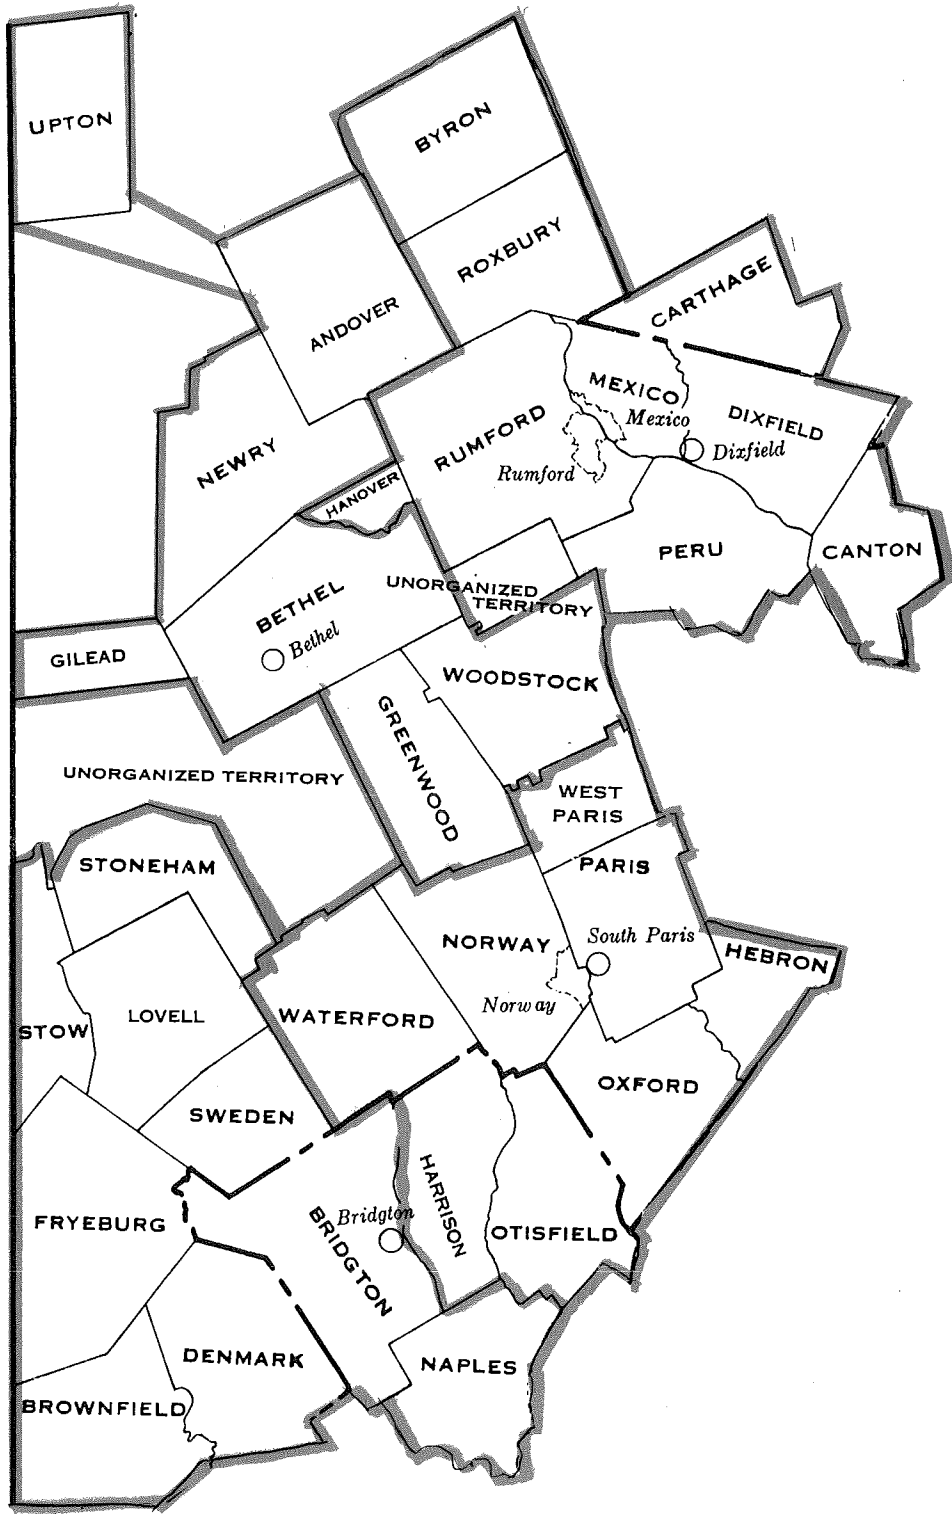 UPTON
BYRON
ROXBURY
CARTHAGE
ANDOVER
MEXICO
Mexico
DIXFIELD
RUMFORD
Dixfield
NEWRY
Rumford
HANOVER
PERU
CANTON
UNORGANIZED
TERRITORY
BETHEL
Bethel
GILEAD
WOODSTOCK
GREENWOOD
UNORGANIZED TERRITORY
WEST
PARIS
STONEHAM
PARIS
South Paris
NORWAY
HEBRON
Norway
LOVELL
WATERFORD
STOW
OXFORD
SWEDEN
HARRISON
FRYEBURG
Bridgton
BRIDGTON
OTISFIELD
DENMARK
NAPLES
BROWNFIELD